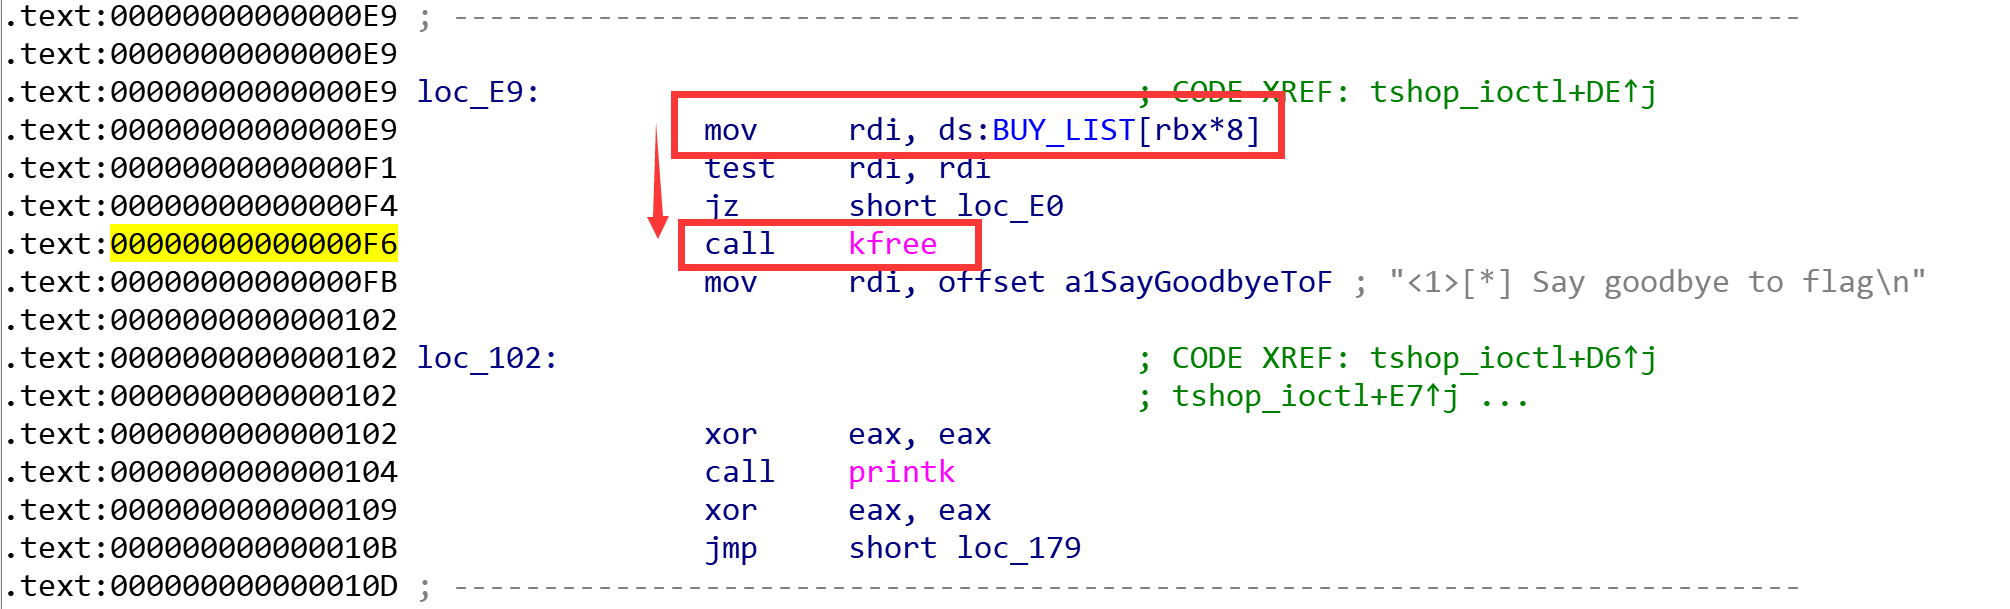 .text:00000000000000E9 ; ---------------------------------------------------------------------------
.text:00000000000000E9
.text:00000000000000E9 loc_E9: ; CODE XREF: tshop_ioctl+DE↑j
.text:00000000000000E9 mov rdi, ds:BUY_LIST[rbx*8]
.text:00000000000000F1 test rdi, rdi
.text:00000000000000F4 jz short loc_E0
.text:00000000000000F6 call kfree
.text:00000000000000FB mov rdi, offset a1SayGoodbyeToF ; "<1>[*] Say goodbye to flag\n"
.text:0000000000000102
.text:0000000000000102 loc_102: ; CODE XREF: tshop_ioctl+D6↑j
.text:0000000000000102 ; tshop_ioctl+E7↑j ...
.text:0000000000000102 xor eax, eax
.text:0000000000000104 call printk
.text:0000000000000109 xor eax, eax
.text:000000000000010B jmp short loc_179
.text:000000000000010D ; ---------------------------------------------------------------------------